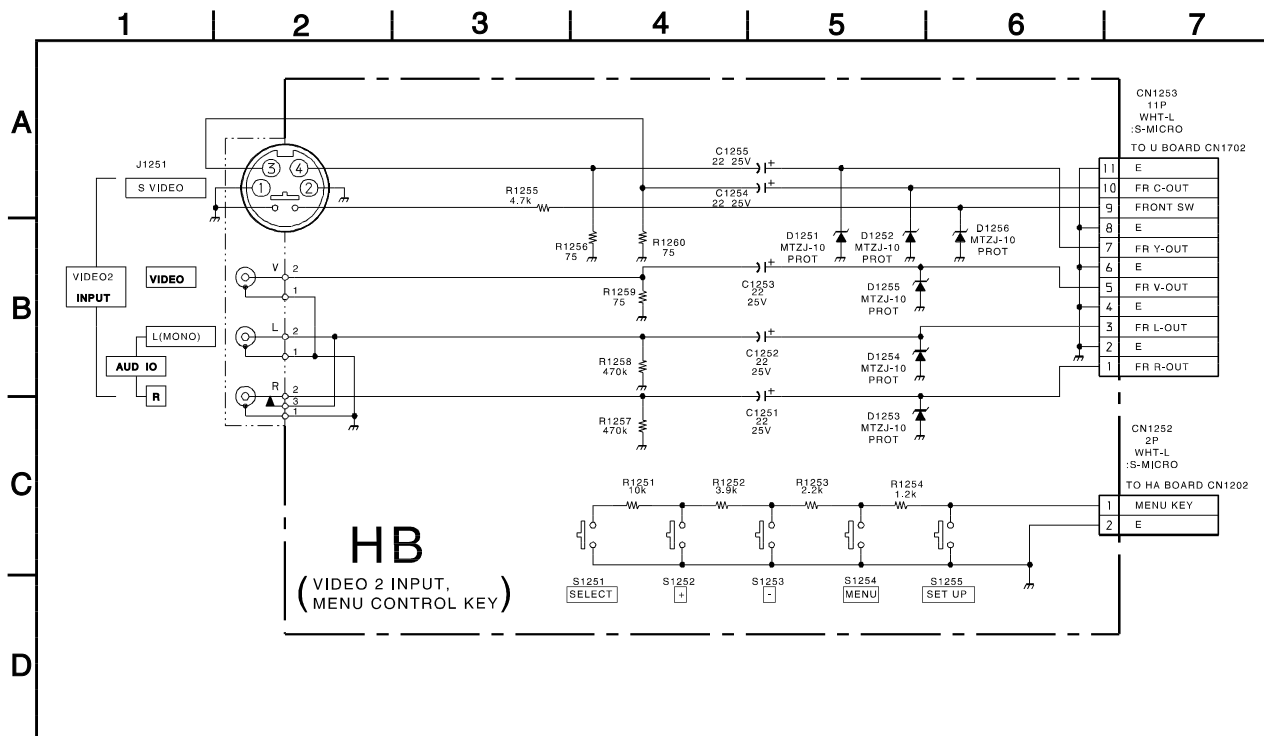 1 2 3 4 5 6 7
A
B
C
D
J1251
S VIDEO
3 4
1 2
VIDEO2
INPUT
VIDEO
L(MONO)
AUD IO
R
V 2
1
L 2
1
R 2
3
1
R1255
4.7k
R1256
75
R1260
75
R1259
75
R1258
470k
R1257
470k
C1255
22 25V
C1254
22 25V
C1253
22
25V
C1252
22
25V
C1251
22
25V
+
+
+
+
+
D1251
MTZJ-10
PROT
D1252
MTZJ-10
PROT
D1256
MTZJ-10
PROT
D1255
MTZJ-10
PROT
D1254
MTZJ-10
PROT
D1253
MTZJ-10
PROT
CN1253
11P
WHT-L
:S-MICRO
TO U BOARD CN1702
11 E
10 FR C-OUT
9 FRONT SW
8 E
7 FR Y-OUT
6 E
5 FR V-OUT
4 E
3 FR L-OUT
2 E
1 FR R-OUT
CN1252
2P
WHT-L
:S-MICRO
TO HA BOARD CN1202
1 MENU KEY
2 E
R1251
10k
R1252
3.9k
R1253
2.2k
R1254
1.2k
S1251
SELECT
S1252
+
S1253
-
S1254
MENU
S1255
SET UP
HB
(VIDEO 2 INPUT,
MENU CONTROL KEY)